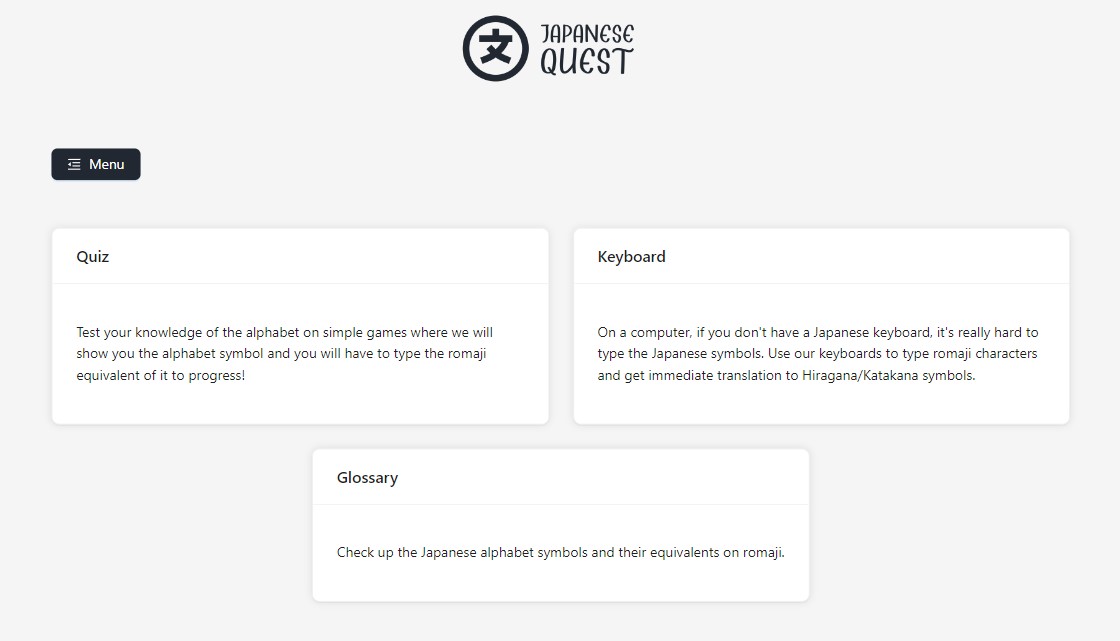 文
JAPANESE
QUEST
Menu
Quiz
Test your knowledge of the alphabet on simple games where we will
show you the alphabet symbol and you will have to type the romaji
equivalent of it to progress!
Keyboard
On a computer, if you don't have a Japanese keyboard, it's really hard to
type the Japanese symbols. Use our keyboards to type romaji characters
and get immediate translation to Hiragana/Katakana symbols.
Glossary
Check up the Japanese alphabet symbols and their equivalents on romaji.